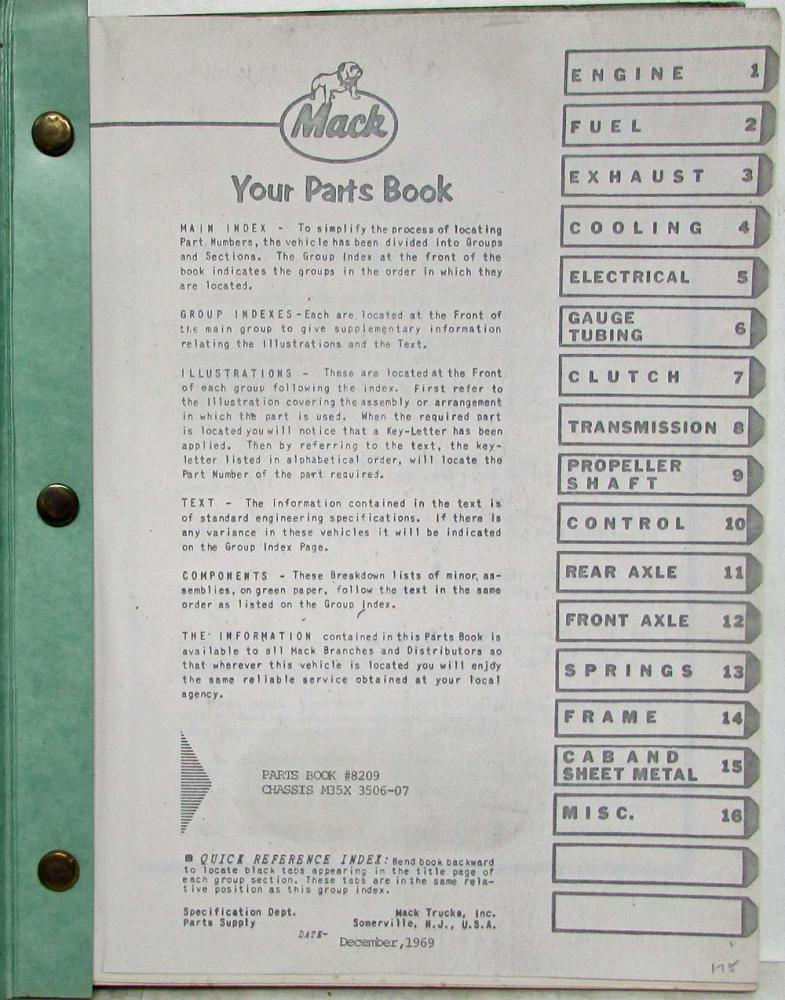 Mack
Your Parts Book
MAIN INDEX - To simplify the process of locating
Part Numbers, the vehicle has been divided into Groups
and Sections. The Group Index at the front of the
book indicates the groups in the order in which they
are located.
GROUP INDEXES - Each are located at the Front of
the main group to give supplementary information
relating the Illustrations and the Text.
ILLUSTRATIONS - These are located at the Front
of each group following the index. First refer to
the Illustration covering the assembly or arrangement
in which the part is used. When the required part
is located you will notice that a Key-Letter has been
applied. Then by referring to the text, the key-
letter listed in alphabetical order, will locate the
Part Number of the part required.
TEXT - The information contained in the text is
of standard engineering specifications. If there is
any variance in these vehicles it will be indicated
on the Group Index Page.
COMPONENTS - These Breakdown lists of minor, as-
semblies, on green paper, follow the text in the same
order as listed on the Group Index.
THE INFORMATION contained in this Parts Book is
available to all Mack Branches and Distributors so
that wherever this vehicle is located you will enjoy
the same reliable service obtained at your local
agency.
PARTS BOOK #8209
CHASSIS M35X 3506-07
QUICK REFERENCE INDEX: Bend book backward
to locate black tabs appearing in the title page of
each group section. These tabs are in the same rela-
tive position as this group index.
Specification Dept. Mack Trucks, Inc.
Parts Supply Somerville, N.J., U.S.A.
DATE- December, 1969
ENGINE 1
FUEL 2
EXHAUST 3
COOLING 4
ELECTRICAL 5
GAUGE
TUBING 6
CLUTCH 7
TRANSMISSION 8
PROPELLER
SHAFT 9
CONTROL 10
REAR AXLE 11
FRONT AXLE 12
SPRINGS 13
FRAME 14
CAB AND
SHEET METAL 15
MISC. 16
175